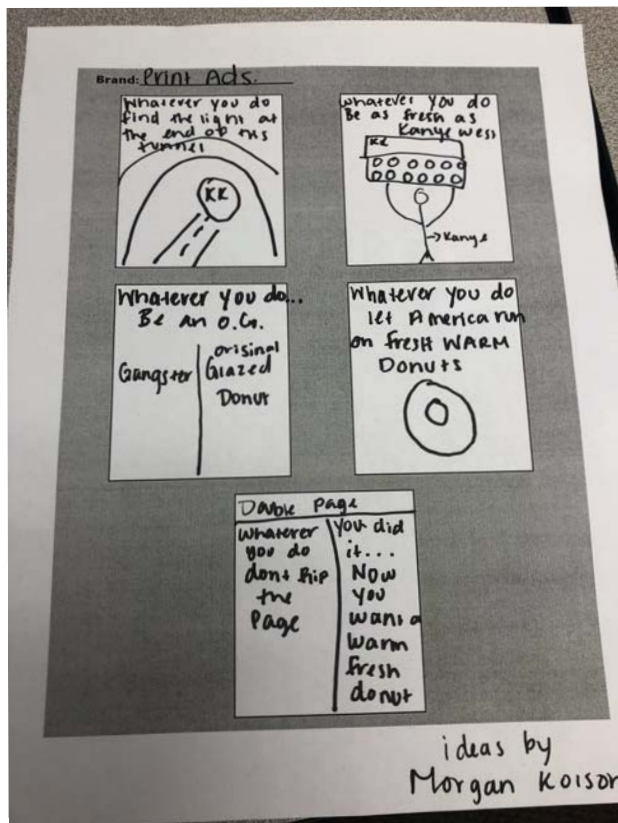 Brand: Print Ads.
Whatever you do
find the light at
the end of this
tunnel
KK
Whatever you do
Be as fresh as
Kanye West
KK
→Kanye
Whatever you do...
Be an O.G.
Gangster
original
Glazed
Donut
Whatever you do
let America run
on fresh WARM
Donuts
Double Page
Whatever
you do
dont flip
the
Page
You did
it...
Now
you
want a
warm
fresh
donut
ideas by
Morgan